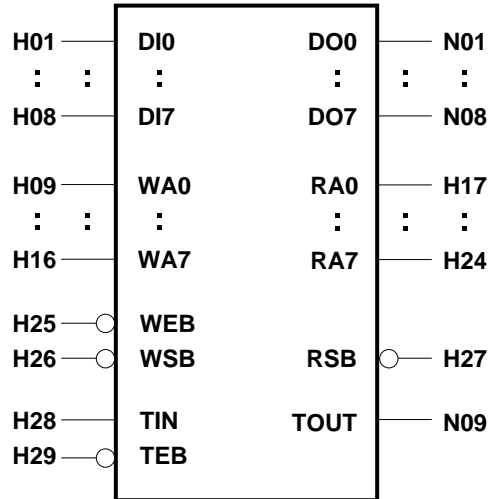 H01 DI0 DO0 N01
: : : : : :
H08 DI7 DO7 N08
H09 WA0 RA0 H17
: : : : : :
H16 WA7 RA7 H24
H25 WEB
H26 WSB RSB H27
H28 TIN TOUT N09
H29 TEB